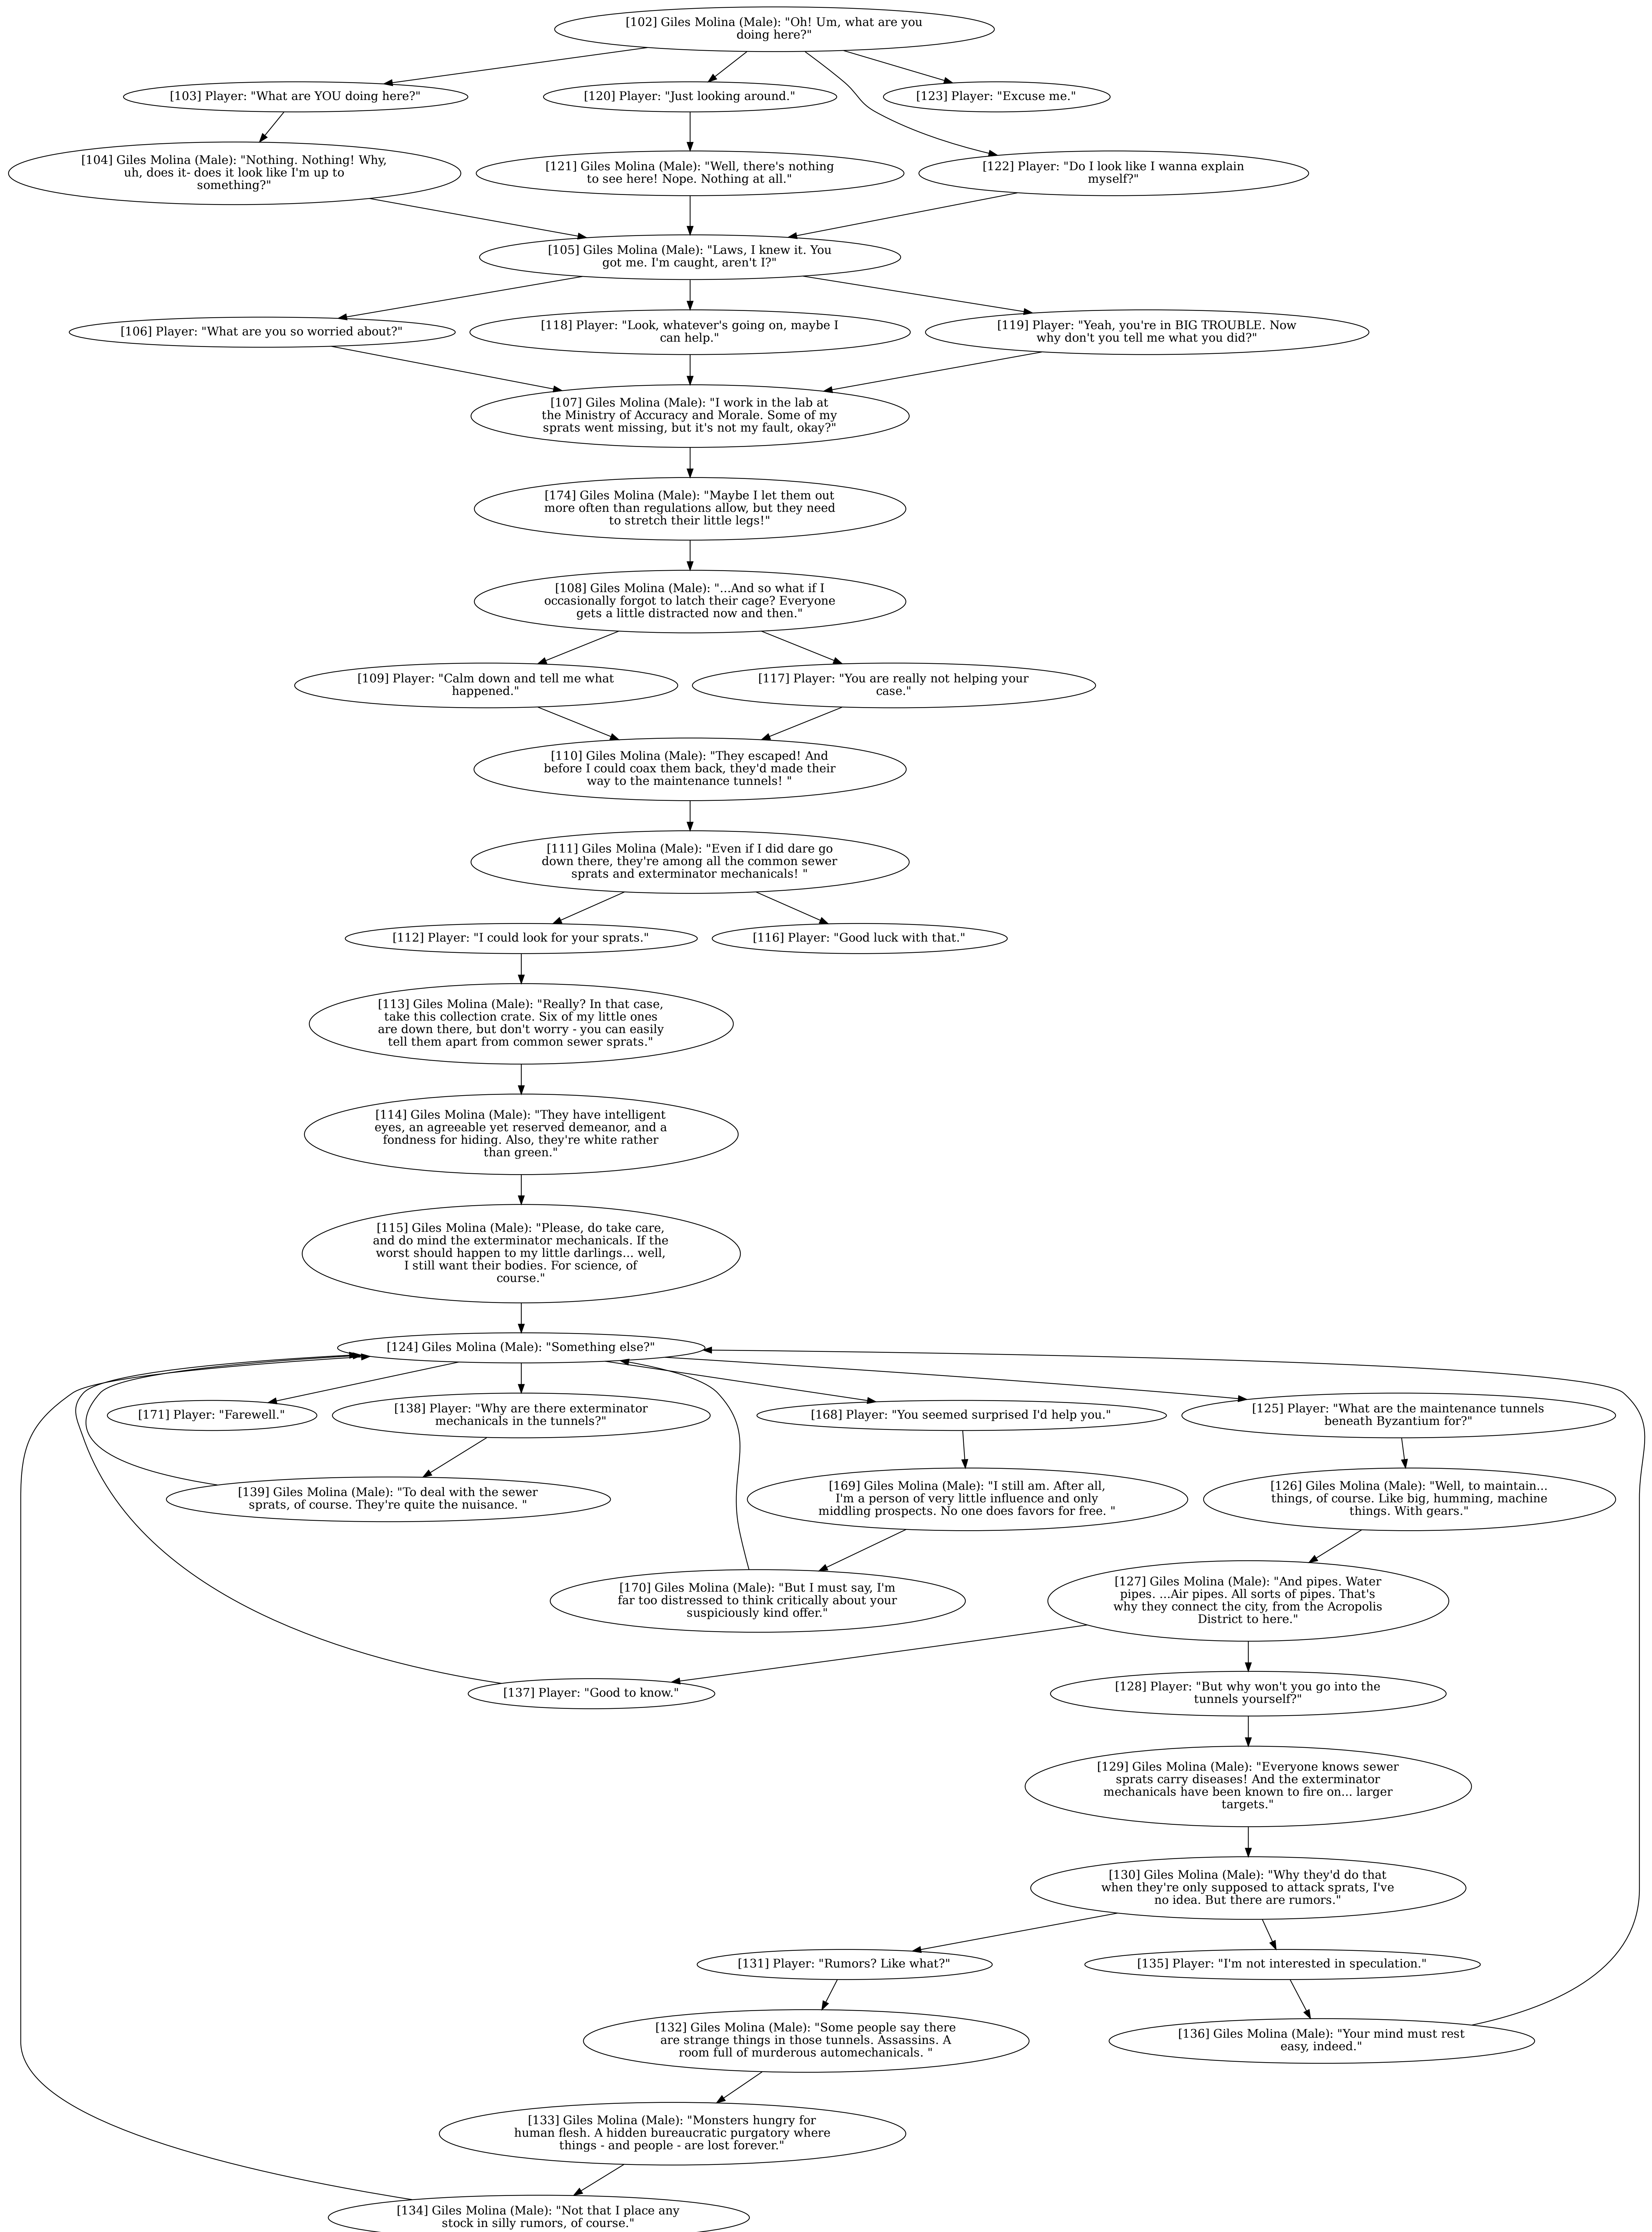 [102] Giles Molina (Male): "Oh! Um, what are you
doing here?"
[103] Player: "What are YOU doing here?"
[120] Player: "Just looking around."
[123] Player: "Excuse me."
[104] Giles Molina (Male): "Nothing. Nothing! Why,
uh, does it- does it look like I'm up to
something?"
[121] Giles Molina (Male): "Well, there's nothing
to see here! Nope. Nothing at all."
[122] Player: "Do I look like I wanna explain
myself?"
[105] Giles Molina (Male): "Laws, I knew it. You
got me. I'm caught, aren't I?"
[106] Player: "What are you so worried about?"
[118] Player: "Look, whatever's going on, maybe I
can help."
[119] Player: "Yeah, you're in BIG TROUBLE. Now
why don't you tell me what you did?"
[107] Giles Molina (Male): "I work in the lab at
the Ministry of Accuracy and Morale. Some of my
sprats went missing, but it's not my fault, okay?"
[174] Giles Molina (Male): "Maybe I let them out
more often than regulations allow, but they need
to stretch their little legs!"
[108] Giles Molina (Male): "...And so what if I
occasionally forgot to latch their cage? Everyone
gets a little distracted now and then."
[109] Player: "Calm down and tell me what
happened."
[117] Player: "You are really not helping your
case."
[110] Giles Molina (Male): "They escaped! And
before I could coax them back, they'd made their
way to the maintenance tunnels! "
[111] Giles Molina (Male): "Even if I did dare go
down there, they're among all the common sewer
sprats and exterminator mechanicals! "
[112] Player: "I could look for your sprats."
[116] Player: "Good luck with that."
[113] Giles Molina (Male): "Really? In that case,
take this collection crate. Six of my little ones
are down there, but don't worry - you can easily
tell them apart from common sewer sprats."
[114] Giles Molina (Male): "They have intelligent
eyes, an agreeable yet reserved demeanor, and a
fondness for hiding. Also, they're white rather
than green."
[115] Giles Molina (Male): "Please, do take care,
and do mind the exterminator mechanicals. If the
worst should happen to my little darlings... well,
I still want their bodies. For science, of
course."
[124] Giles Molina (Male): "Something else?"
[171] Player: "Farewell."
[138] Player: "Why are there exterminator
mechanicals in the tunnels?"
[168] Player: "You seemed surprised I'd help you."
[125] Player: "What are the maintenance tunnels
beneath Byzantium for?"
[139] Giles Molina (Male): "To deal with the sewer
sprats, of course. They're quite the nuisance. "
[169] Giles Molina (Male): "I still am. After all,
I'm a person of very little influence and only
middling prospects. No one does favors for free. "
[126] Giles Molina (Male): "Well, to maintain...
things, of course. Like big, humming, machine
things. With gears."
[170] Giles Molina (Male): "But I must say, I'm
far too distressed to think critically about your
suspiciously kind offer."
[127] Giles Molina (Male): "And pipes. Water
pipes. ...Air pipes. All sorts of pipes. That's
why they connect the city, from the Acropolis
District to here."
[137] Player: "Good to know."
[128] Player: "But why won't you go into the
tunnels yourself?"
[129] Giles Molina (Male): "Everyone knows sewer
sprats carry diseases! And the exterminator
mechanicals have been known to fire on... larger
targets."
[130] Giles Molina (Male): "Why they'd do that
when they're only supposed to attack sprats, I've
no idea. But there are rumors."
[131] Player: "Rumors? Like what?"
[135] Player: "I'm not interested in speculation."
[132] Giles Molina (Male): "Some people say there
are strange things in those tunnels. Assassins. A
room full of murderous automechanicals. "
[136] Giles Molina (Male): "Your mind must rest
easy, indeed."
[133] Giles Molina (Male): "Monsters hungry for
human flesh. A hidden bureaucratic purgatory where
things - and people - are lost forever."
[134] Giles Molina (Male): "Not that I place any
stock in silly rumors, of course."